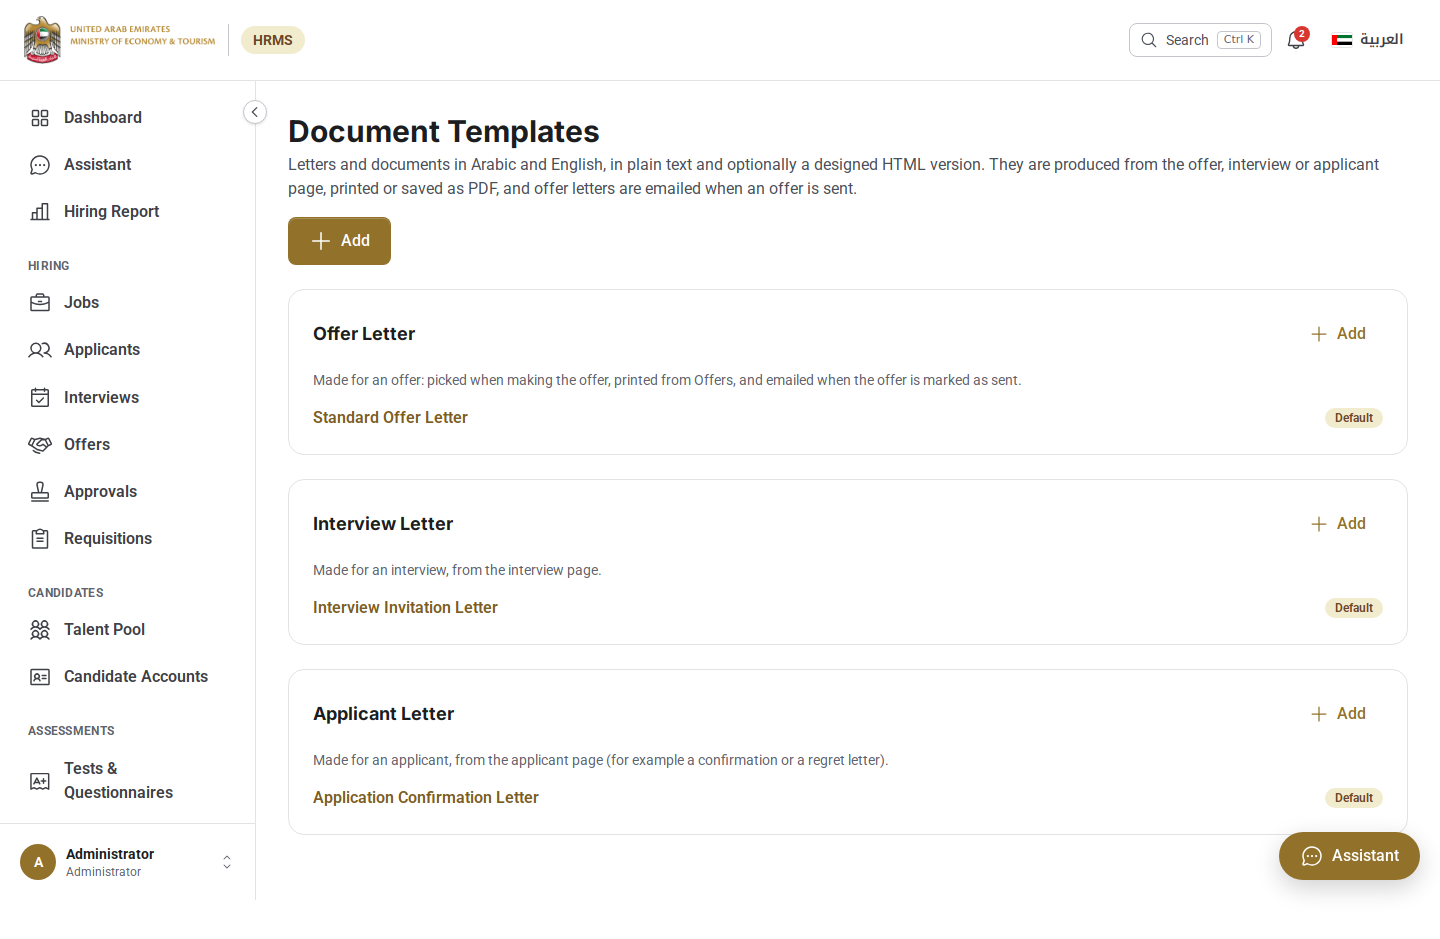 UNITED ARAB EMIRATES
MINISTRY OF ECONOMY & TOURISM
HRMS
Search
Ctrl K
2
العربية
Dashboard
Assistant
Hiring Report
HIRING
Jobs
Applicants
Interviews
Offers
Approvals
Requisitions
CANDIDATES
Talent Pool
Candidate Accounts
ASSESSMENTS
Tests &
Questionnaires
A
Administrator
Administrator
Document Templates
Letters and documents in Arabic and English, in plain text and optionally a designed HTML version. They are produced from the offer, interview or applicant
page, printed or saved as PDF, and offer letters are emailed when an offer is sent.
Add
Offer Letter
Add
Made for an offer: picked when making the offer, printed from Offers, and emailed when the offer is marked as sent.
Standard Offer Letter
Default
Interview Letter
Add
Made for an interview, from the interview page.
Interview Invitation Letter
Default
Applicant Letter
Add
Made for an applicant, from the applicant page (for example a confirmation or a regret letter).
Application Confirmation Letter
Default
Assistant